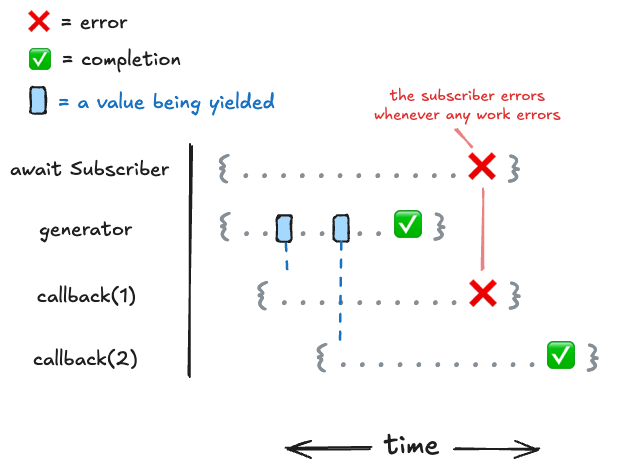 = error
= completion
= a value being yielded
the subscriber errors
whenever any work errors
await Subscriber
generator
callback(1)
callback(2)
time